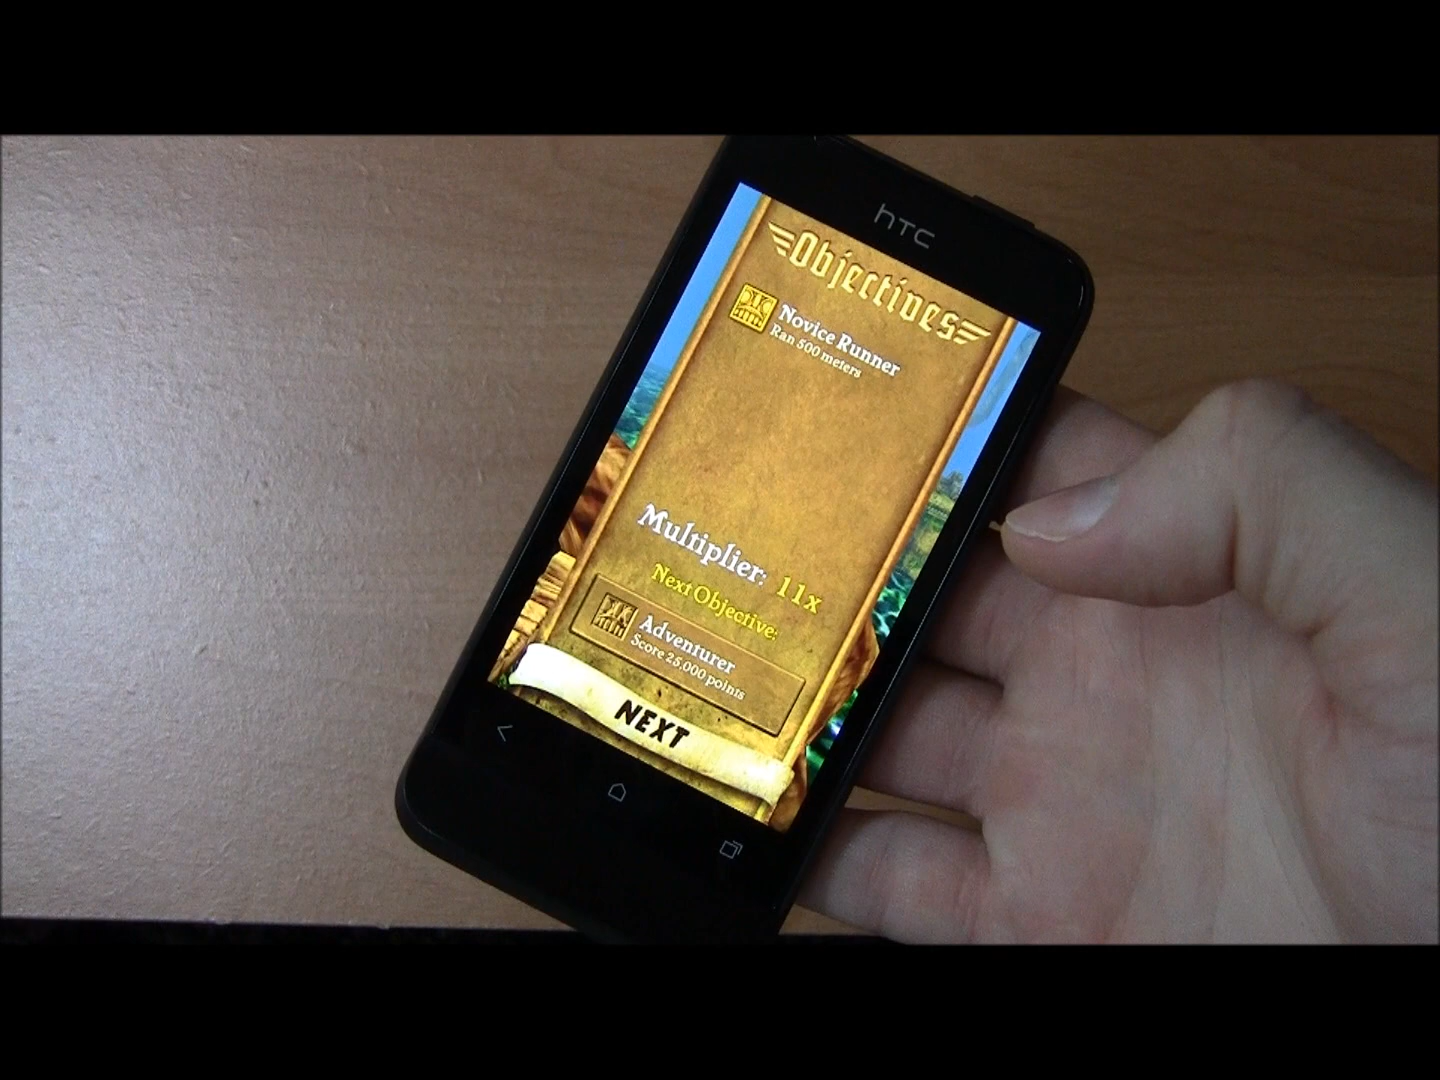 hTC
Objectives
Novice Runner
Ran 500 meters
Multiplier: 11x
Next Objective:
Adventurer
Score 25,000 points
NEXT